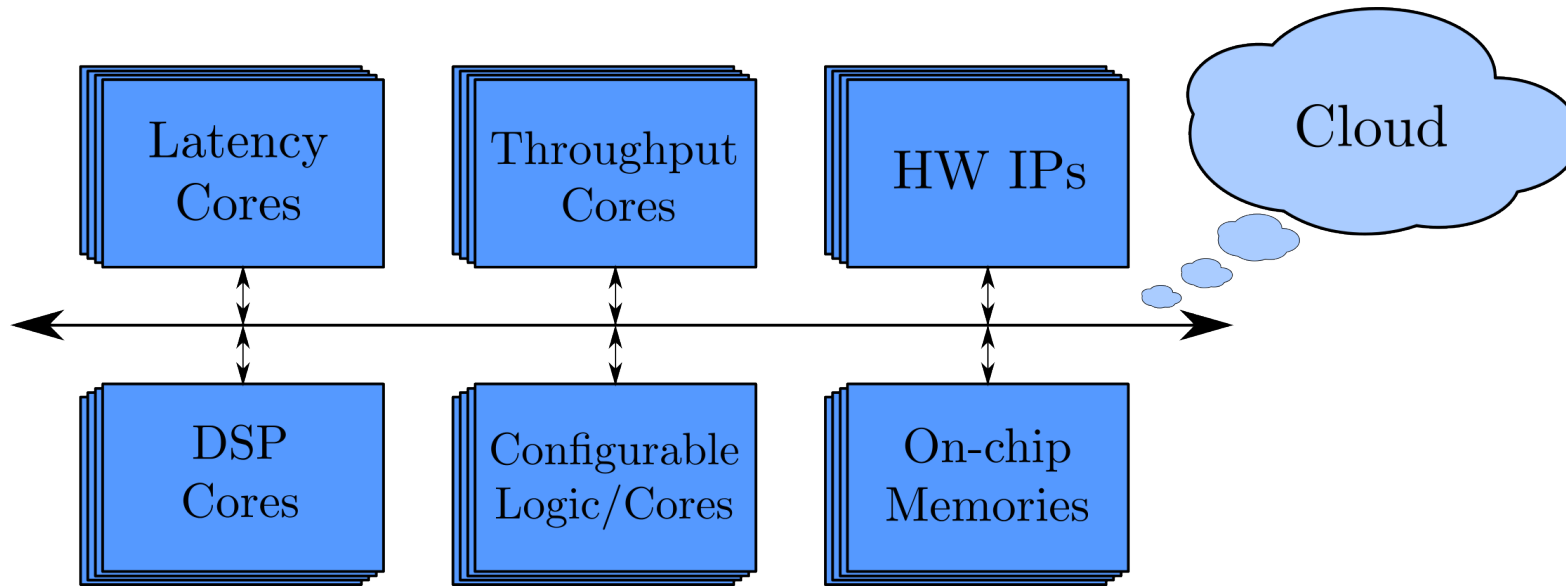 Latency
Cores
Throughput
Cores
HW IPs
Cloud
DSP
Cores
Configurable
Logic/Cores
On-chip
Memories